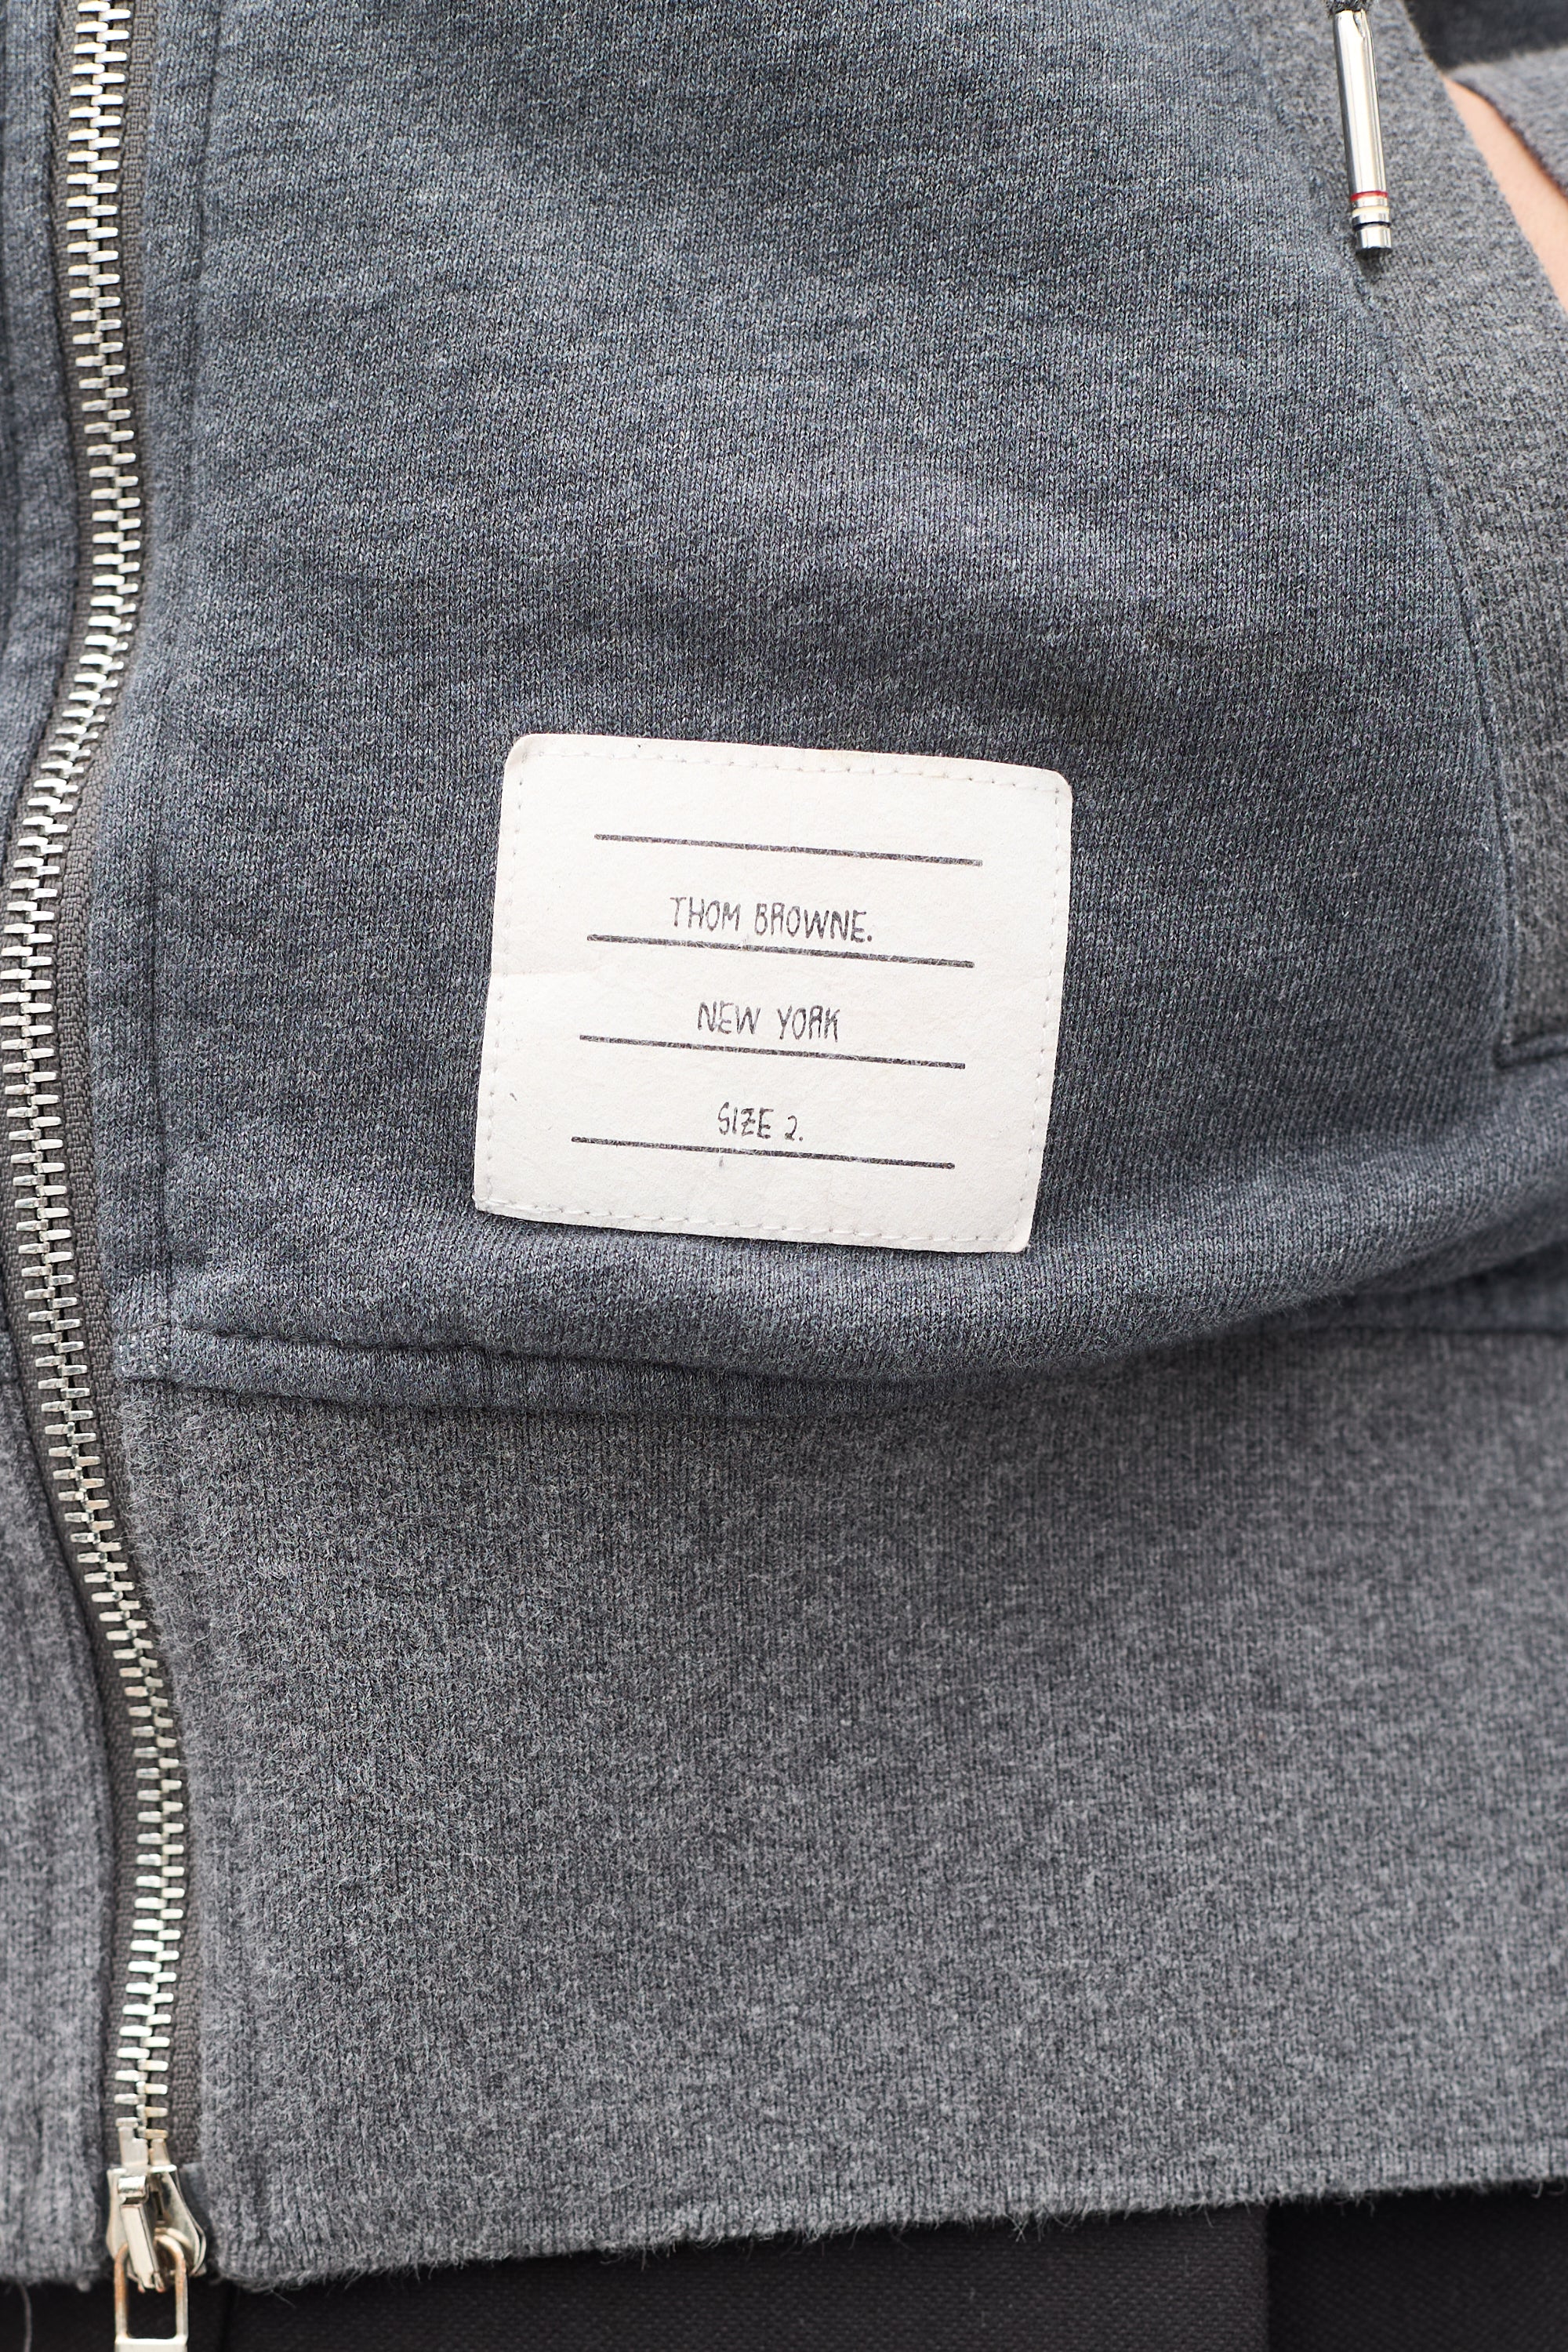 THOM BROWNE.
NEW YORK
SIZE 2.